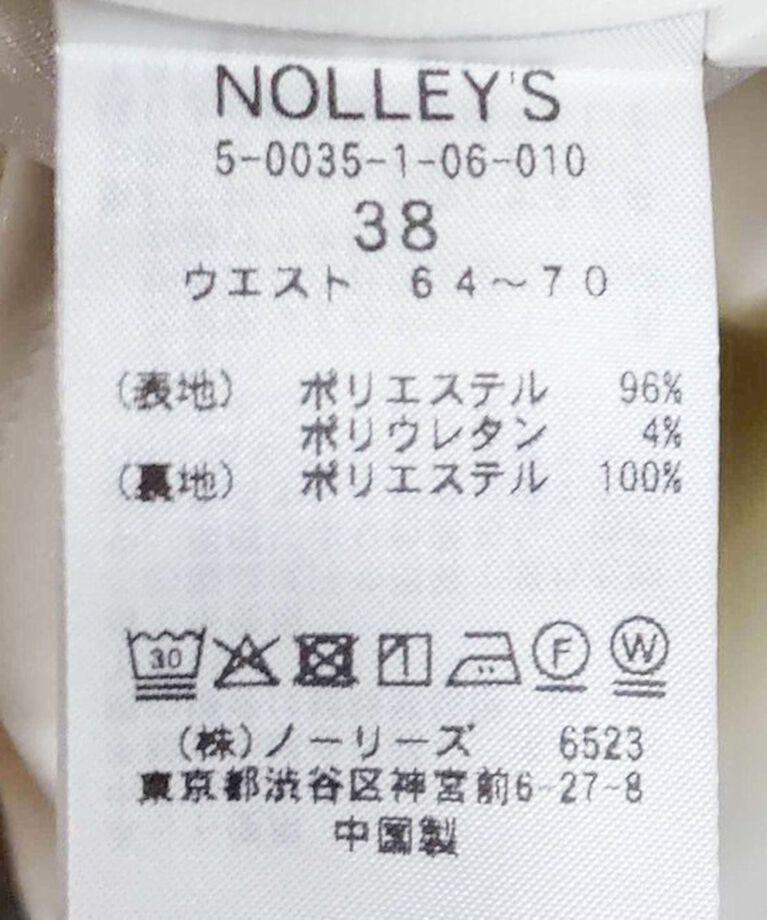 NOLLEY'S
5-0035-1-06-010
38
ウエスト 64〜70
(表地) ポリエステル 96%
ポリウレタン 4%
(裏地) ポリエステル 100%
30 F W
(株)ノーリーズ 6523
東京都渋谷区神宮前6-27-8
中国製